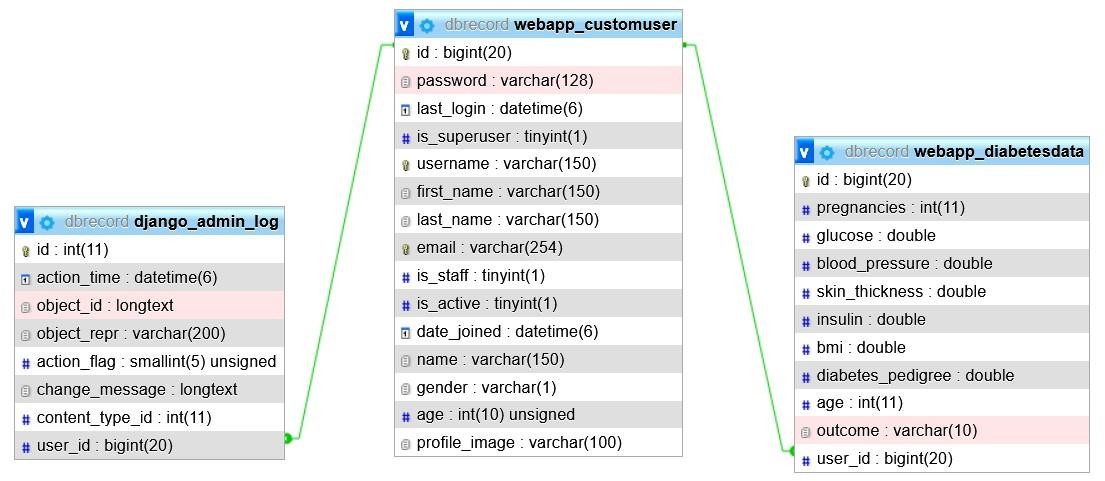 v dbrecord webapp_customuser
id : bigint(20)
password : varchar(128)
last_login : datetime(6)
is_superuser : tinyint(1)
username : varchar(150)
first_name : varchar(150)
last_name : varchar(150)
email : varchar(254)
is_staff : tinyint(1)
is_active : tinyint(1)
date_joined : datetime(6)
name : varchar(150)
gender : varchar(1)
age : int(10) unsigned
profile_image : varchar(100)
v dbrecord django_admin_log
id : int(11)
action_time : datetime(6)
object_id : longtext
object_repr : varchar(200)
action_flag : smallint(5) unsigned
change_message : longtext
content_type_id : int(11)
user_id : bigint(20)
v dbrecord webapp_diabetesdata
id : bigint(20)
pregnancies : int(11)
glucose : double
blood_pressure : double
skin_thickness : double
insulin : double
bmi : double
diabetes_pedigree : double
age : int(11)
outcome : varchar(10)
user_id : bigint(20)